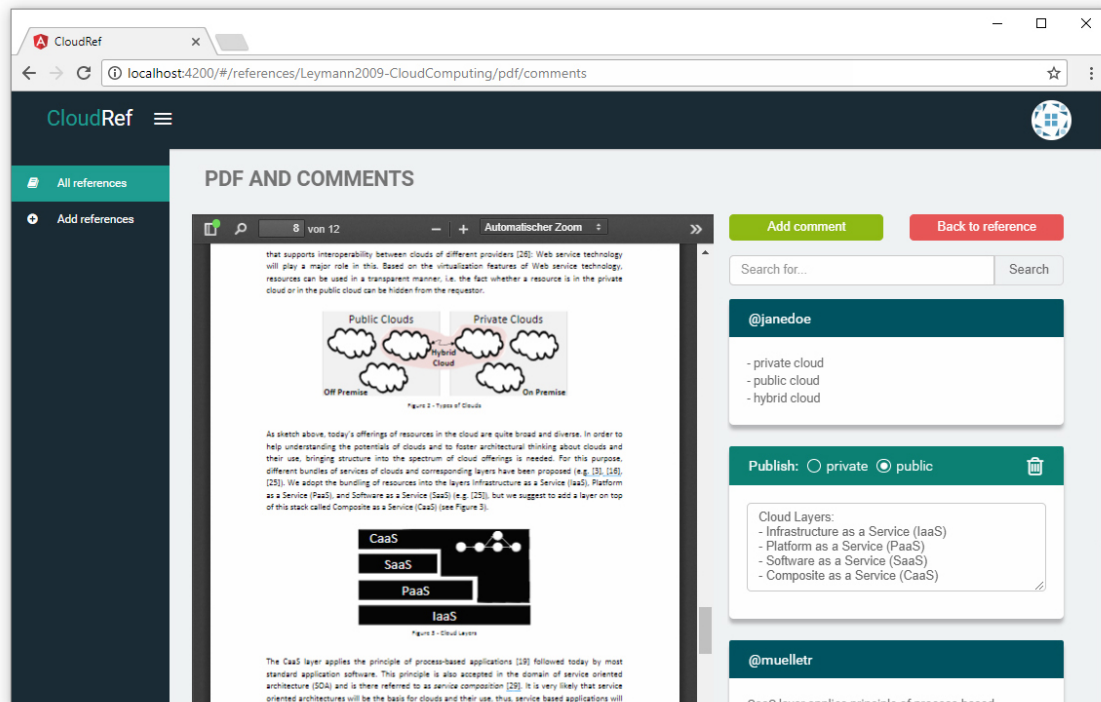 CloudRef
localhost:4200/#/references/Leymann2009-CloudComputing/pdf/comments
CloudRef
All references
Add references
PDF AND COMMENTS
8 von 12
Automatischer Zoom
that supports interoperability between clouds of different providers [26]: Web service technology
will play a major role in this. Based on the virtualization features of Web service technology,
resources can be used in a transparent manner, i.e. the fact whether a resource is in the private
cloud or in the public cloud can be hidden from the requestor.
Public Clouds
Private Clouds
Hybrid
Cloud
Off Premise
On Premise
Figure 2 - Types of Clouds
As sketch above, today's offerings of resources in the cloud are quite broad and diverse. In order to
help understanding the potentials of clouds and to foster architectural thinking about clouds and
their use, bringing structure into the spectrum of cloud offerings is needed. For this purpose,
different bundles of services of clouds and corresponding layers have been proposed (e.g. [3], [16],
[25]). We adopt the bundling of resources into the layers Infrastructure as a Service (IaaS), Platform
as a Service (PaaS), and Software as a Service (SaaS) (e.g. [25]), but we suggest to add a layer on top
of this stack called Composite as a Service (CaaS) (see Figure 3).
CaaS
SaaS
PaaS
IaaS
Figure 3 - Cloud Layers
The CaaS layer applies the principle of process-based applications [19] followed today by most
standard application software. This principle is also accepted in the domain of service oriented
architecture (SOA) and is there referred to as service composition [29]. It is very likely that service
oriented architectures will be the basis for clouds and their use, thus, service based applications will
Add comment
Back to reference
Search for...
Search
@janedoe
- private cloud
- public cloud
- hybrid cloud
Publish: private public
Cloud Layers:
- Infrastructure as a Service (IaaS)
- Platform as a Service (PaaS)
- Software as a Service (SaaS)
- Composite as a Service (CaaS)
@muelletr
layer applies principle of process-based